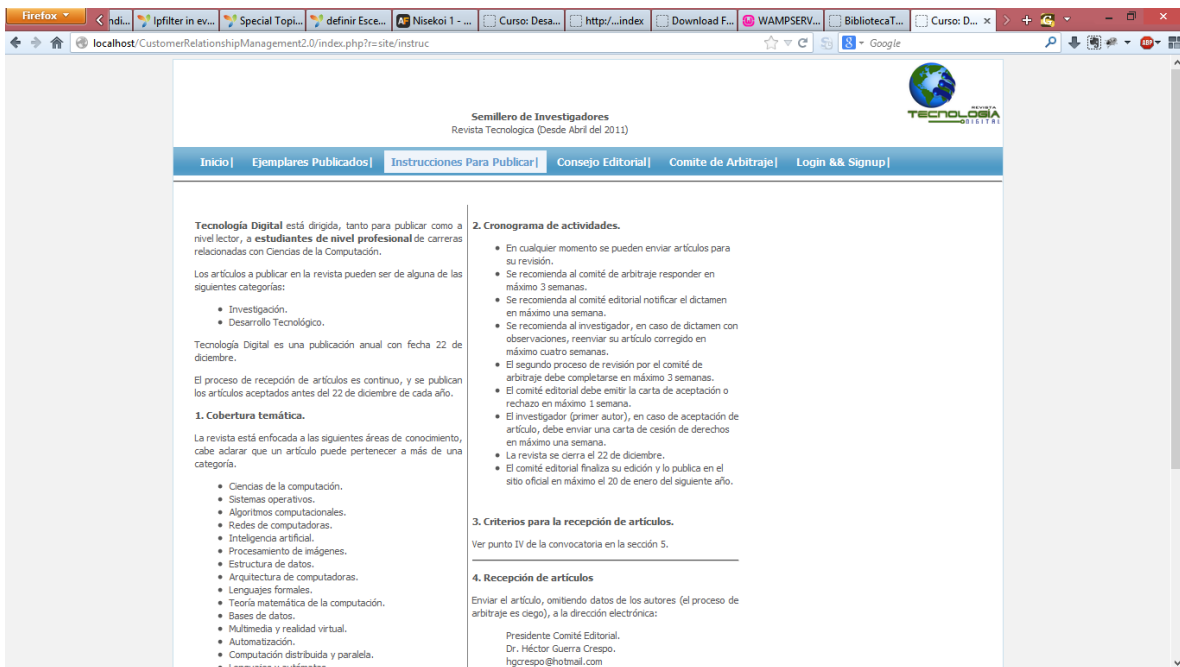 Firefox
ndi...
Ipfilter in ev...
Special Topi...
definir Esce...
Nisekoi 1 - ...
Curso: Desa...
http:/...index
Download F...
WAMPSERV...
BibliotecaT...
Curso: D...
localhost/CustomerRelationshipManagement2.0/index.php?r=site/instruc
Google
Semillero de Investigadores
Revista Tecnologica (Desde Abril del 2011)
REVISTA
TECNOLOGÍA
DIGITAL
Inicio| Ejemplares Publicados| Instrucciones Para Publicar| Consejo Editorial| Comite de Arbitraje| Login && Signup|
Tecnología Digital está dirigida, tanto para publicar como a
nivel lector, a estudiantes de nivel profesional de carreras
relacionadas con Ciencias de la Computación.
Los artículos a publicar en la revista pueden ser de alguna de las
siguientes categorías:
Investigación.
Desarrollo Tecnológico.
Tecnología Digital es una publicación anual con fecha 22 de
diciembre.
El proceso de recepción de artículos es continuo, y se publican
los artículos aceptados antes del 22 de diciembre de cada año.
1. Cobertura temática.
La revista está enfocada a las siguientes áreas de conocimiento,
cabe aclarar que un artículo puede pertenecer a más de una
categoría.
Ciencias de la computación.
Sistemas operativos.
Algoritmos computacionales.
Redes de computadoras.
Inteligencia artificial.
Procesamiento de imágenes.
Estructura de datos.
Arquitectura de computadoras.
Lenguajes formales.
Teoría matemática de la computación.
Bases de datos.
Multimedia y realidad virtual.
Automatización.
Computación distribuida y paralela.
Lenguajes y autómatas.
2. Cronograma de actividades.
En cualquier momento se pueden enviar artículos para
su revisión.
Se recomienda al comité de arbitraje responder en
máximo 3 semanas.
Se recomienda al comité editorial notificar el dictamen
en máximo una semana.
Se recomienda al investigador, en caso de dictamen con
observaciones, reenviar su artículo corregido en
máximo cuatro semanas.
El segundo proceso de revisión por el comité de
arbitraje debe completarse en máximo 3 semanas.
El comité editorial debe emitir la carta de aceptación o
rechazo en máximo 1 semana.
El investigador (primer autor), en caso de aceptación de
artículo, debe enviar una carta de cesión de derechos
en máximo una semana.
La revista se cierra el 22 de diciembre.
El comité editorial finaliza su edición y lo publica en el
sitio oficial en máximo el 20 de enero del siguiente año.
3. Criterios para la recepción de artículos.
Ver punto IV de la convocatoria en la sección 5.
4. Recepción de artículos
Enviar el artículo, omitiendo datos de los autores (el proceso de
arbitraje es ciego), a la dirección electrónica:
Presidente Comité Editorial.
Dr. Héctor Guerra Crespo.
hgcrespo@hotmail.com